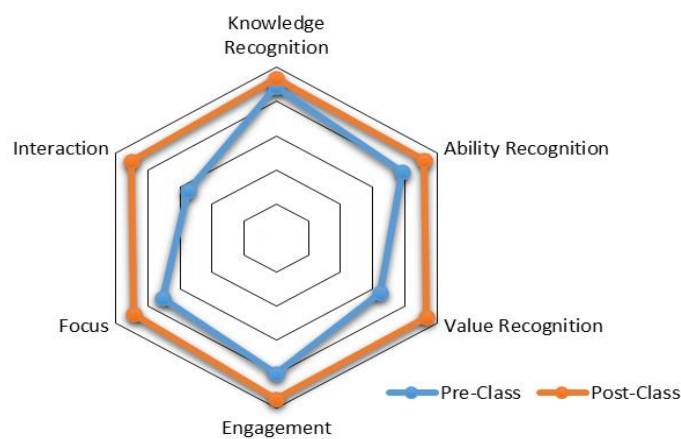 Knowledge
Recognition
Interaction
Ability Recognition
Focus
Value Recognition
Pre-Class
Post-Class
Engagement